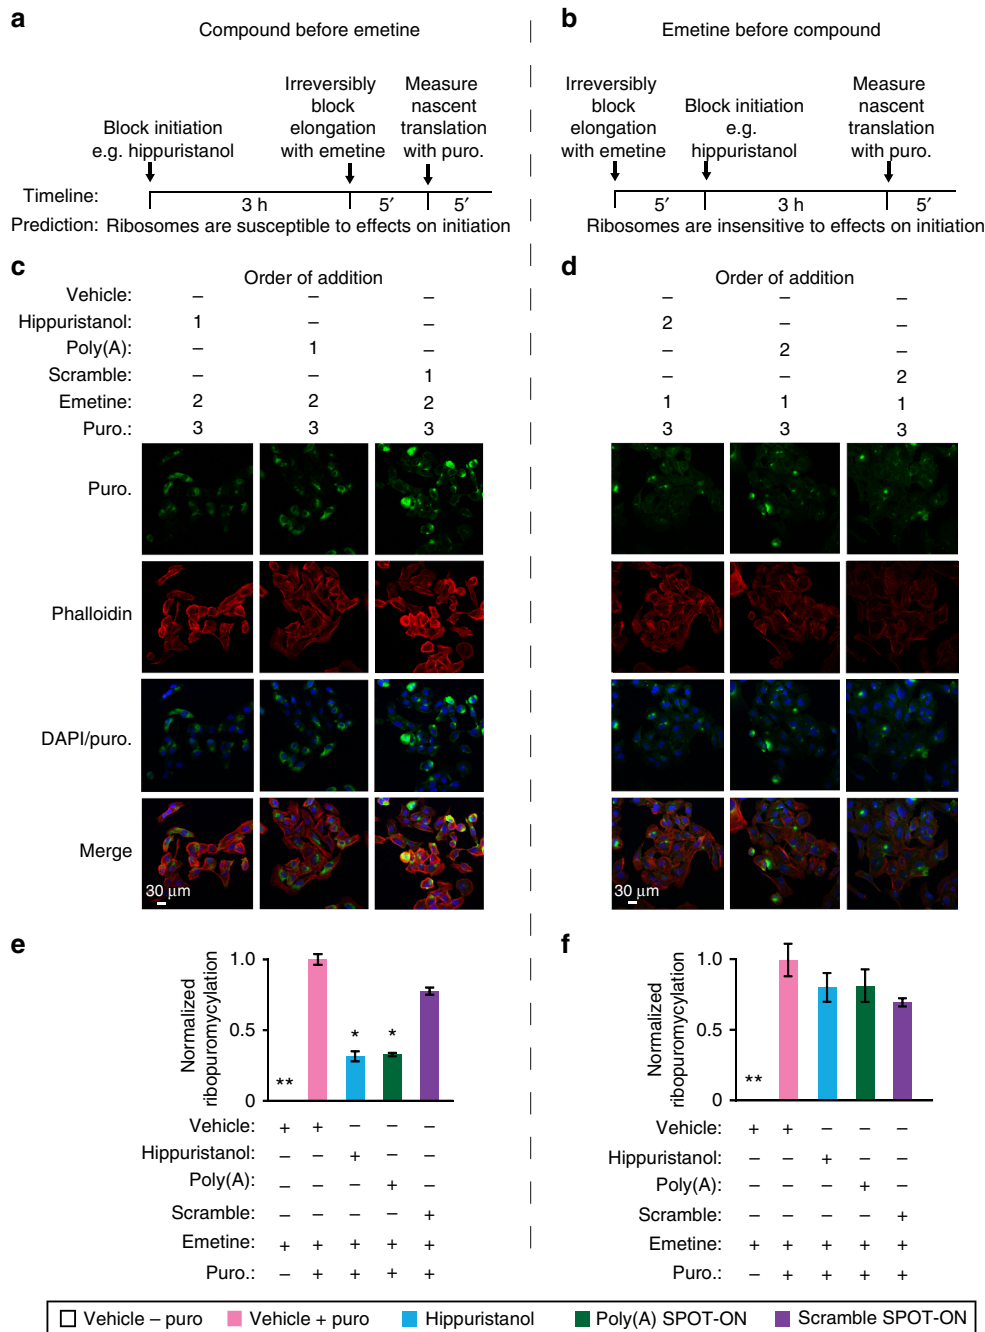 a
Compound before emetine
Block initiation
e.g. hippuristanol
Irreversibly
block
elongation
with emetine
Measure
nascent
translation
with puro.
Timeline:
3 h
5′
5′
Prediction: Ribosomes are susceptible to effects on initiation
b
Emetine before compound
Irreversibly
block
elongation
with emetine
Block initiation
e.g.
hippuristanol
Measure
nascent
translation
with puro.
5′
3 h
5′
Ribosomes are insensitive to effects on initiation
c
Order of addition
Vehicle: – – –
Hippuristanol: 1 – –
Poly(A): – 1 –
Scramble: – – 1
Emetine: 2 2 2
Puro.: 3 3 3
Puro.
Phalloidin
DAPI/puro.
Merge
30 μm
d
Order of addition
– – –
2 – –
– 2 –
– – 2
1 1 1
3 3 3
30 μm
e
Normalized
ribopuromycylation
1.0
0.5
0
**
*
*
Vehicle: + + – – –
Hippuristanol: – – + – –
Poly(A): – – – + –
Scramble: – – – – +
Emetine: + + + + +
Puro.: – + + + +
f
Normalized
ribopuromycylation
1.0
0.5
0
**
Vehicle: + + – – –
Hippuristanol: – – + – –
Poly(A): – – – + –
Scramble: – – – – +
Emetine: + + + + +
Puro.: – + + + +
Vehicle – puro
Vehicle + puro
Hippuristanol
Poly(A) SPOT-ON
Scramble SPOT-ON